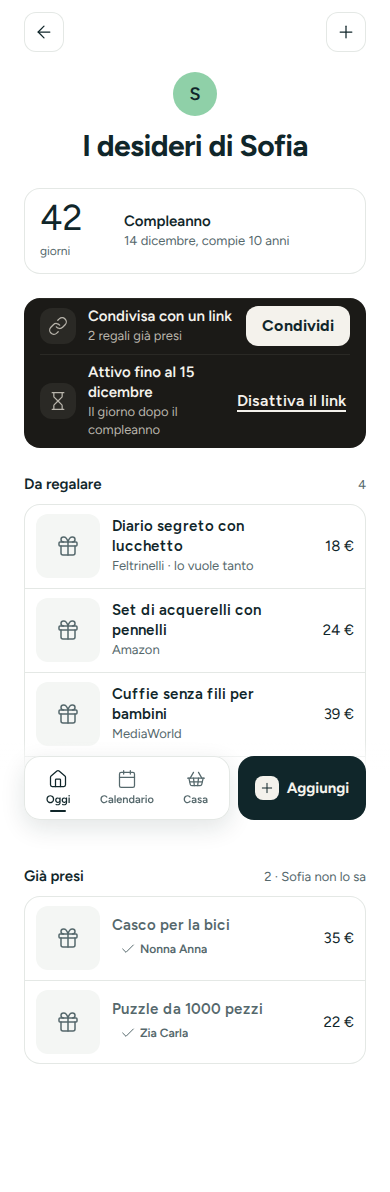 S
I desideri di Sofia
42
giorni
Compleanno
14 dicembre, compie 10 anni
Condivisa con un link
2 regali già presi
Condividi
Attivo fino al 15
dicembre
Il giorno dopo il
compleanno
Disattiva il link
Da regalare
4
Diario segreto con
lucchetto
Feltrinelli · lo vuole tanto
18 €
Set di acquerelli con
pennelli
Amazon
24 €
Cuffie senza fili per
bambini
MediaWorld
39 €
Oggi
Calendario
Casa
Aggiungi
Già presi
2 · Sofia non lo sa
Casco per la bici
Nonna Anna
35 €
Puzzle da 1000 pezzi
Zia Carla
22 €